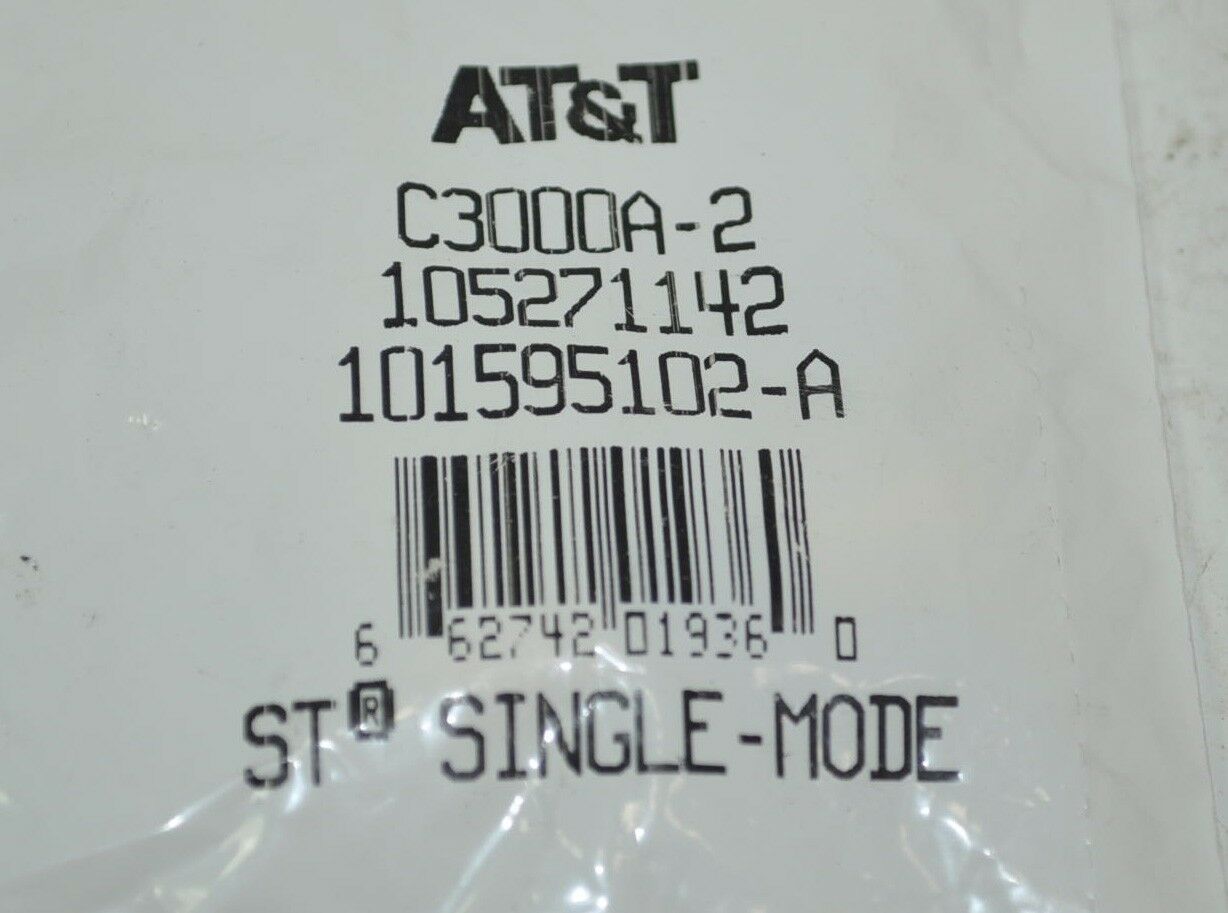 AT&T
C3000A-2
105271142
101595102-A
6 62742 01936 0
ST® SINGLE-MODE